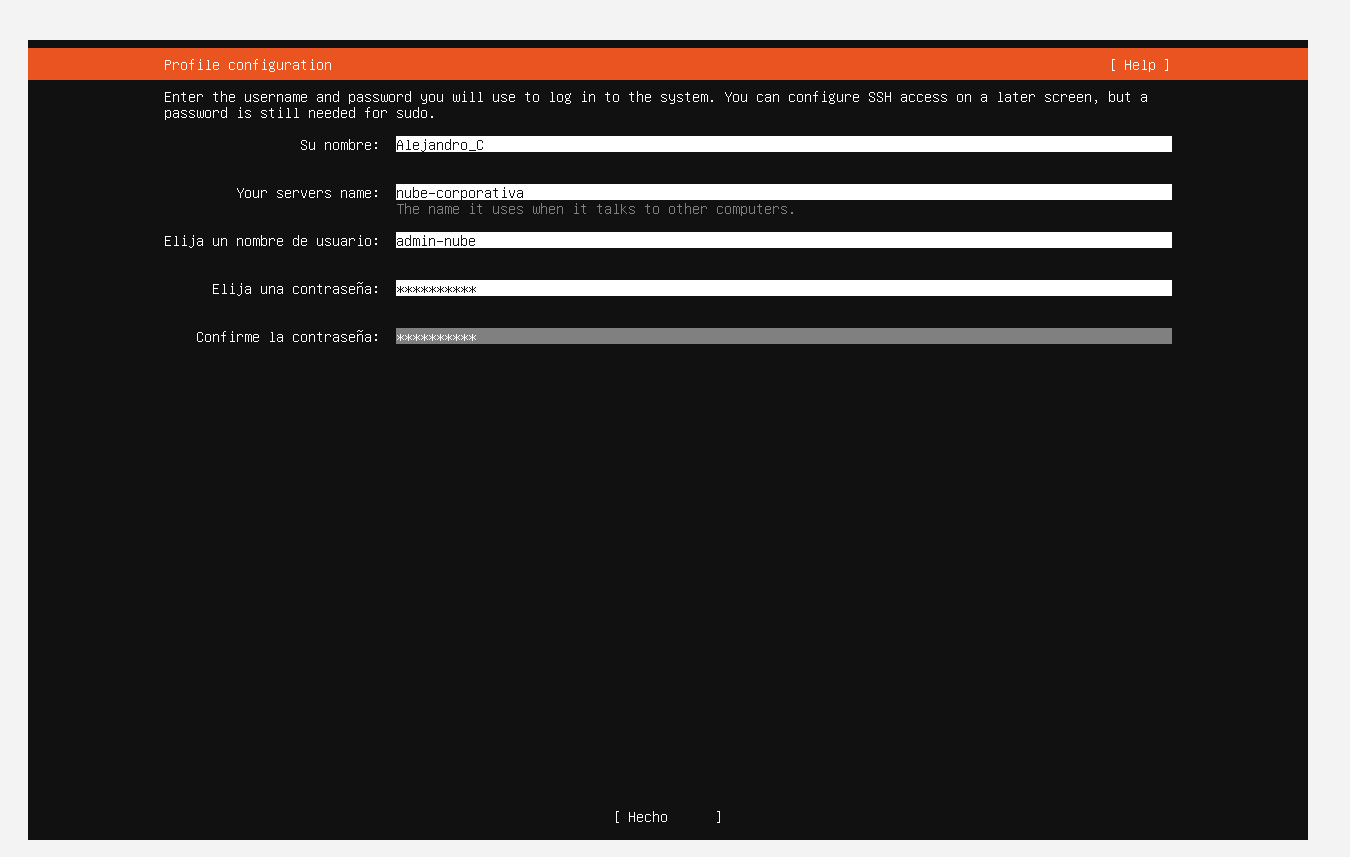 Profile configuration [ Help ]
Enter the username and password you will use to log in to the system. You can configure SSH access on a later screen, but a
password is still needed for sudo.
Su nombre: Alejandro_C
Your servers name: nube-corporativa
The name it uses when it talks to other computers.
Elija un nombre de usuario: admin-nube
Elija una contraseña: **********
Confirme la contraseña: **********
[ Hecho ]